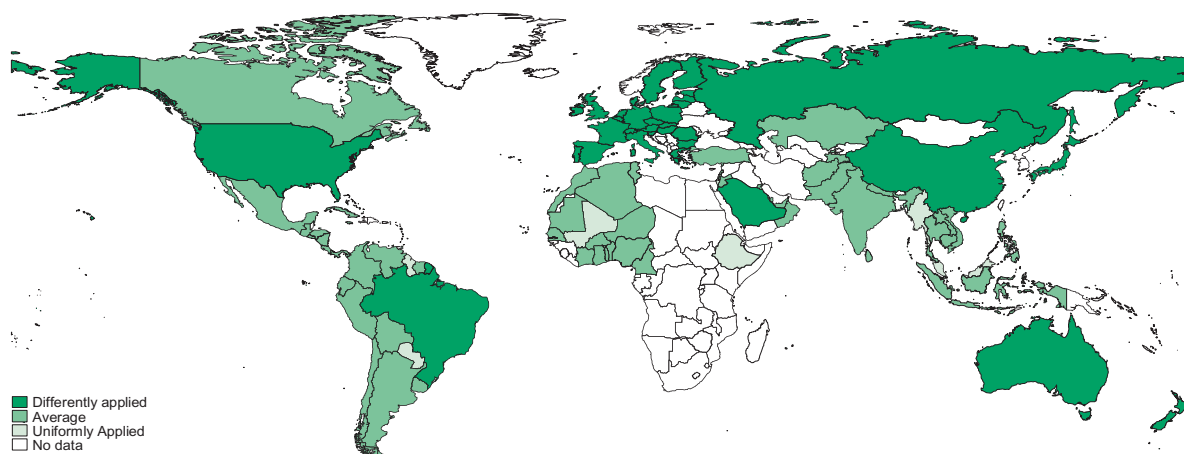 Differently applied
Average
Uniformly Applied
No data